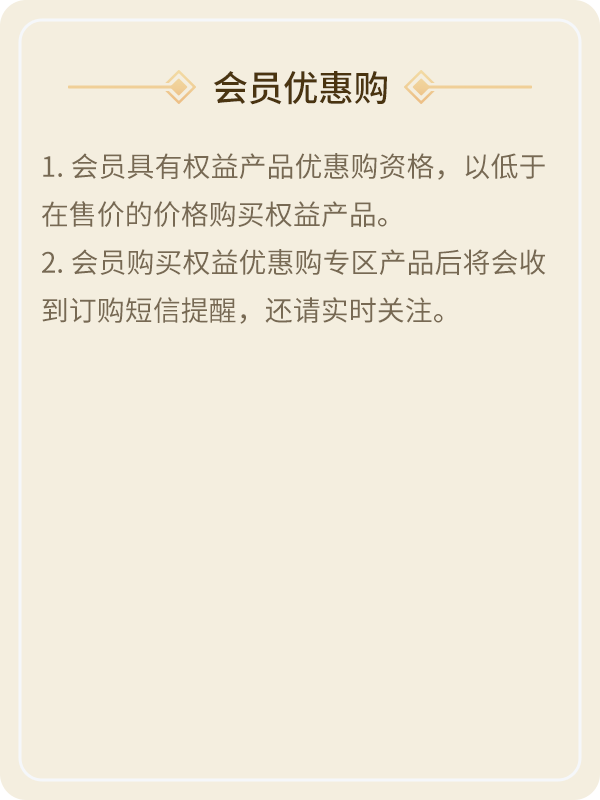 会员优惠购
1. 会员具有权益产品优惠购资格，以低于
在售价的价格购买权益产品。
2. 会员购买权益优惠购专区产品后将会收
到订购短信提醒，还请实时关注。